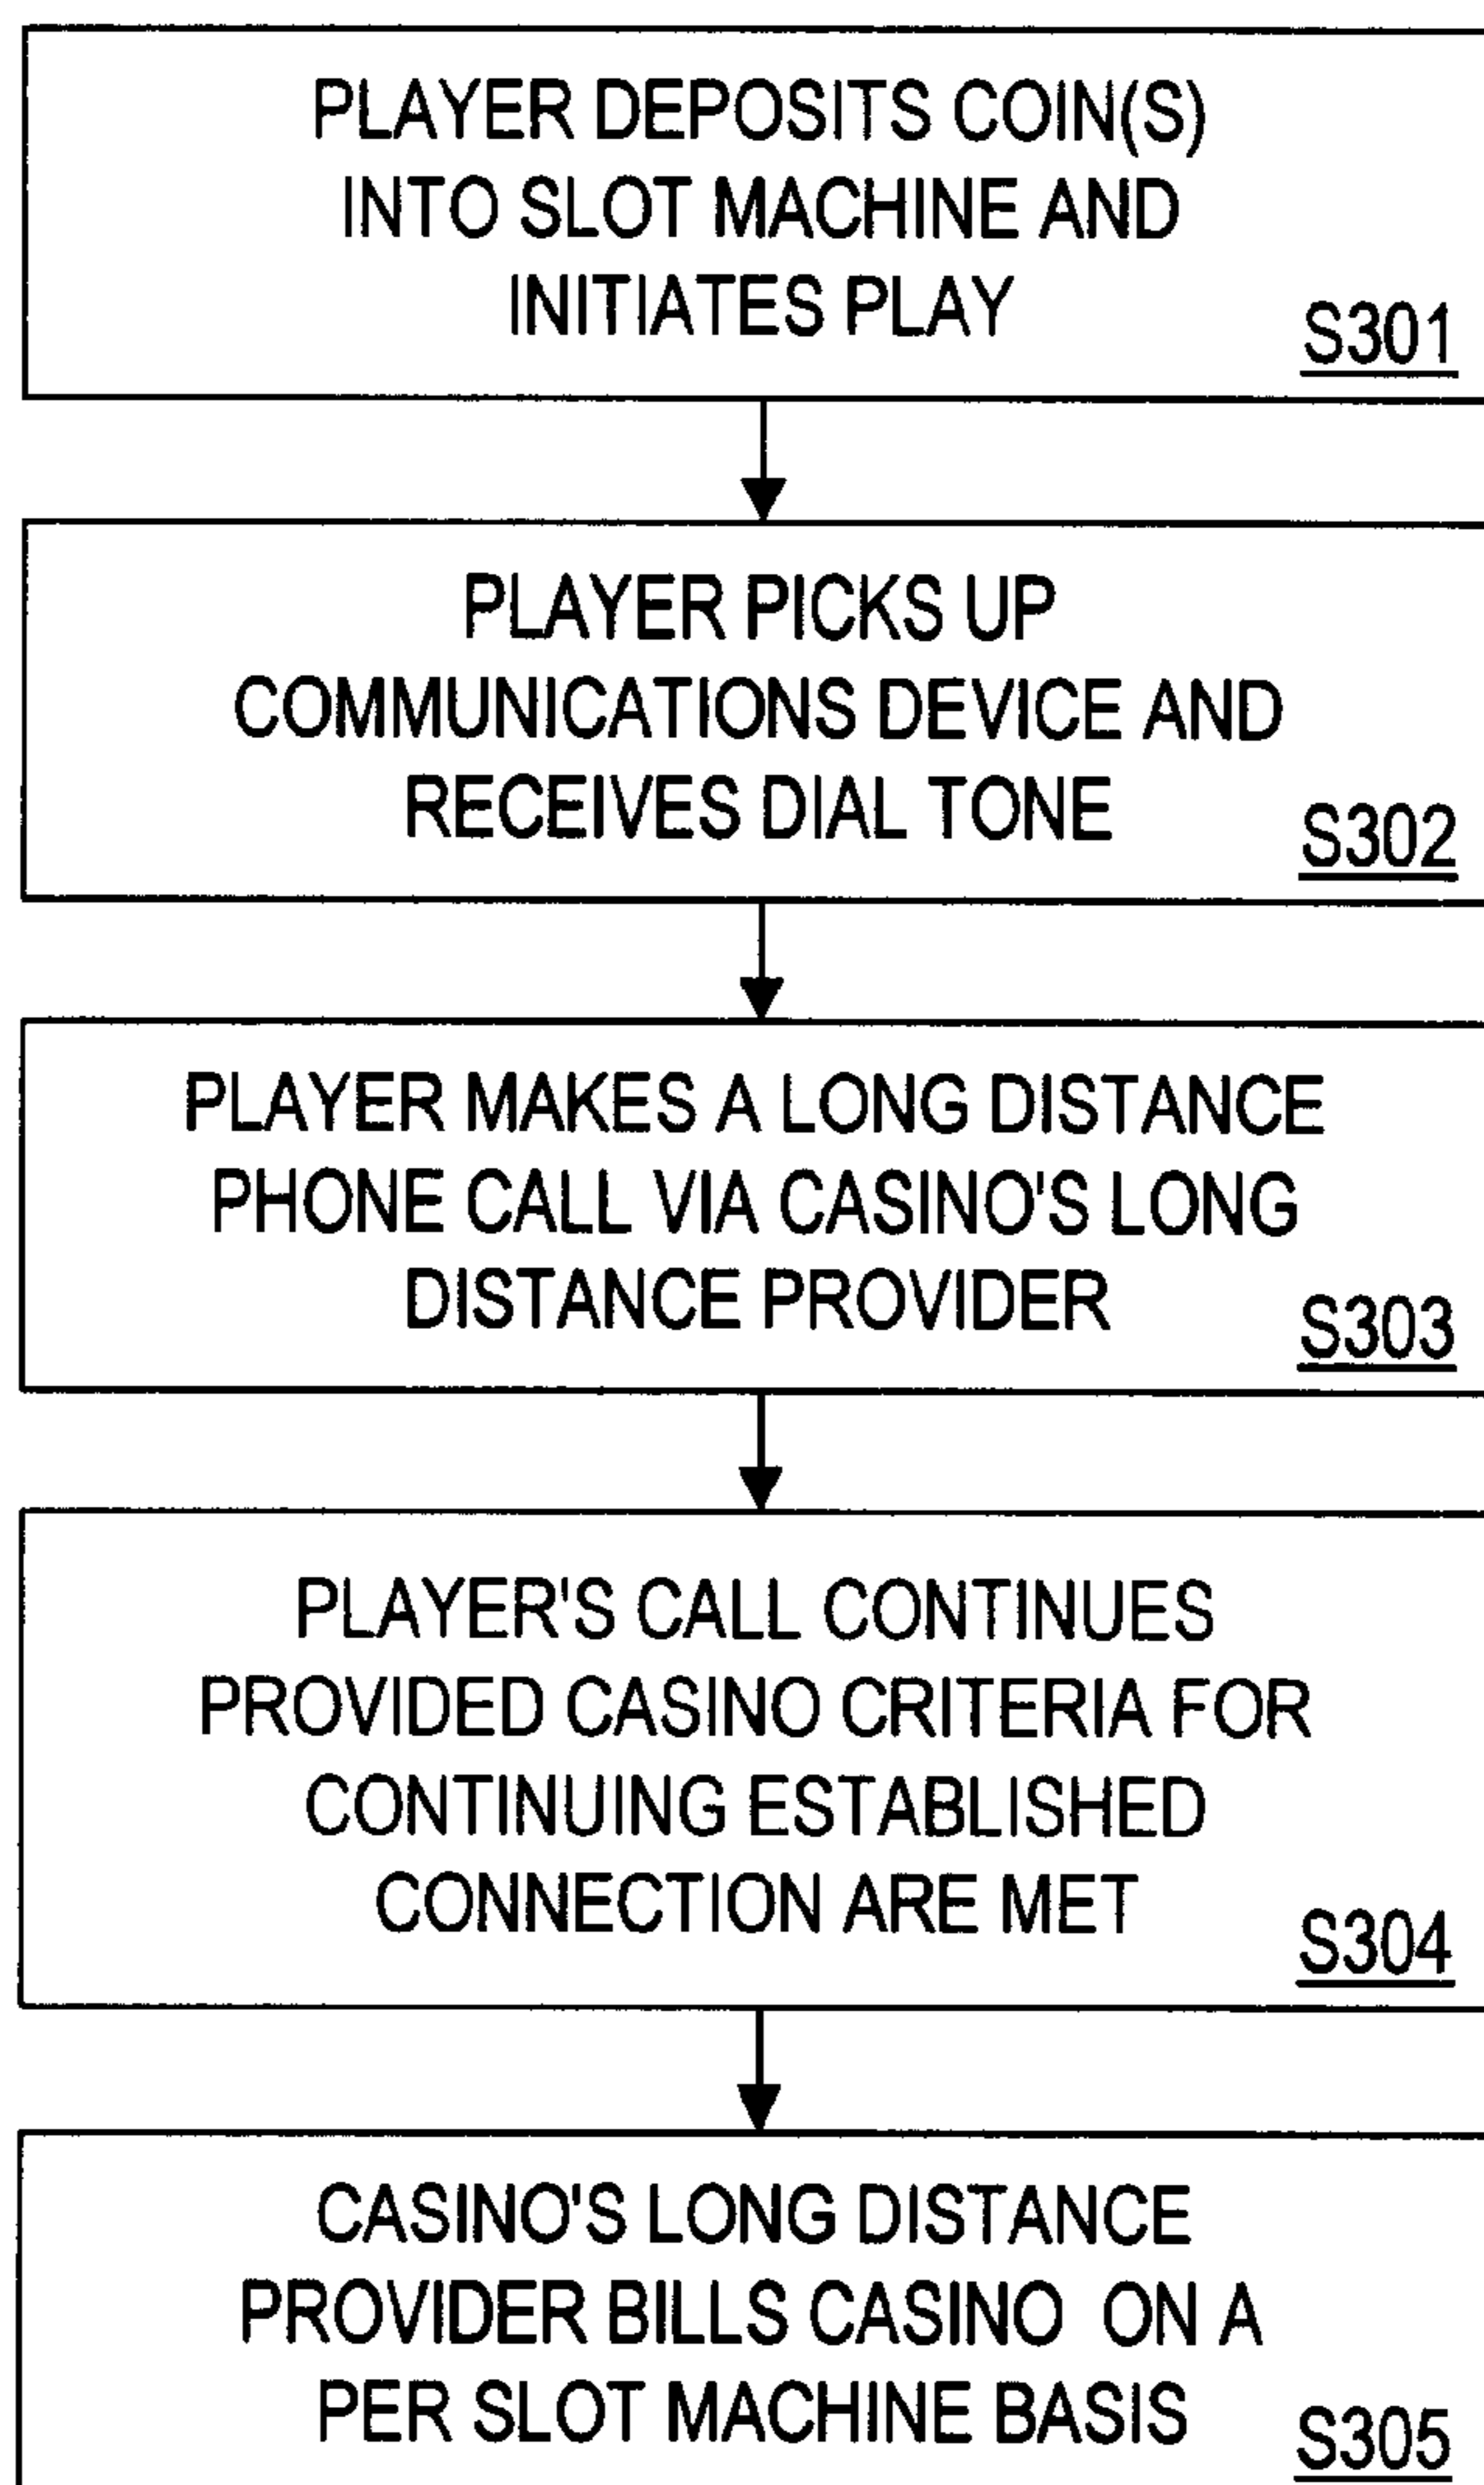 PLAYER DEPOSITS COIN(S)
INTO SLOT MACHINE AND
INITIATES PLAY
S301
PLAYER PICKS UP
COMMUNICATIONS DEVICE AND
RECEIVES DIAL TONE
S302
PLAYER MAKES A LONG DISTANCE
PHONE CALL VIA CASINO'S LONG
DISTANCE PROVIDER
S303
PLAYER'S CALL CONTINUES
PROVIDED CASINO CRITERIA FOR
CONTINUING ESTABLISHED
CONNECTION ARE MET
S304
CASINO'S LONG DISTANCE
PROVIDER BILLS CASINO ON A
PER SLOT MACHINE BASIS
S305